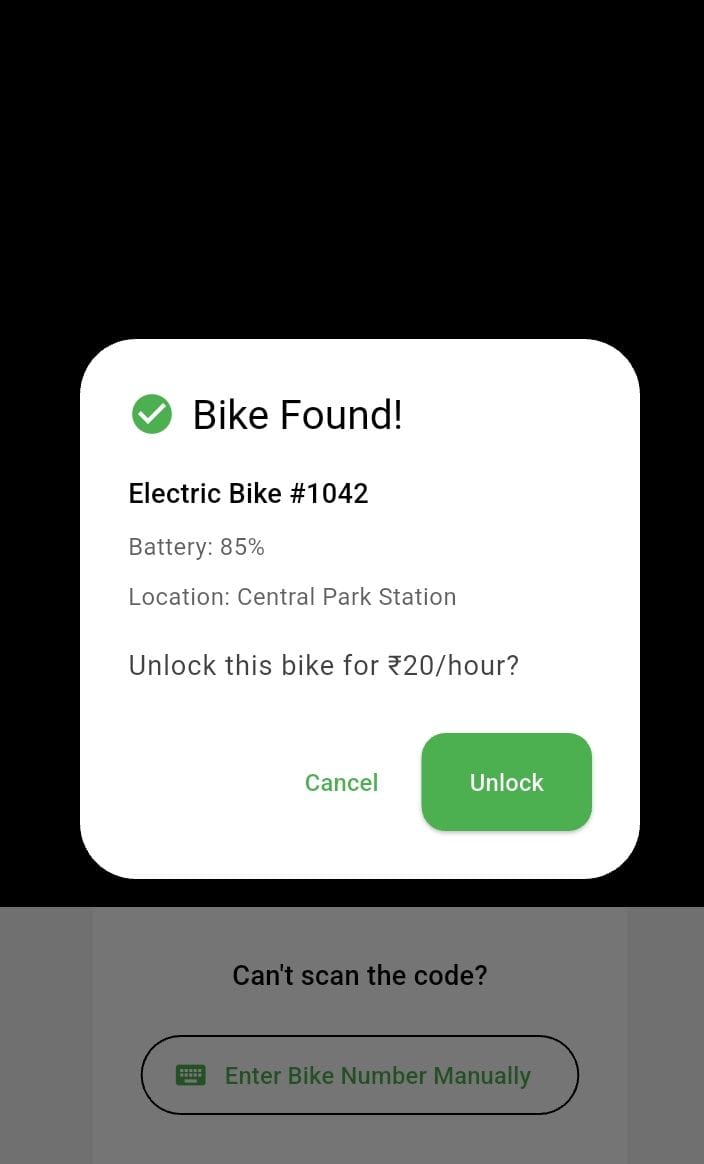 Bike Found!
Electric Bike #1042
Battery: 85%
Location: Central Park Station
Unlock this bike for ₹20/hour?
Cancel
Unlock
Can't scan the code?
Enter Bike Number Manually